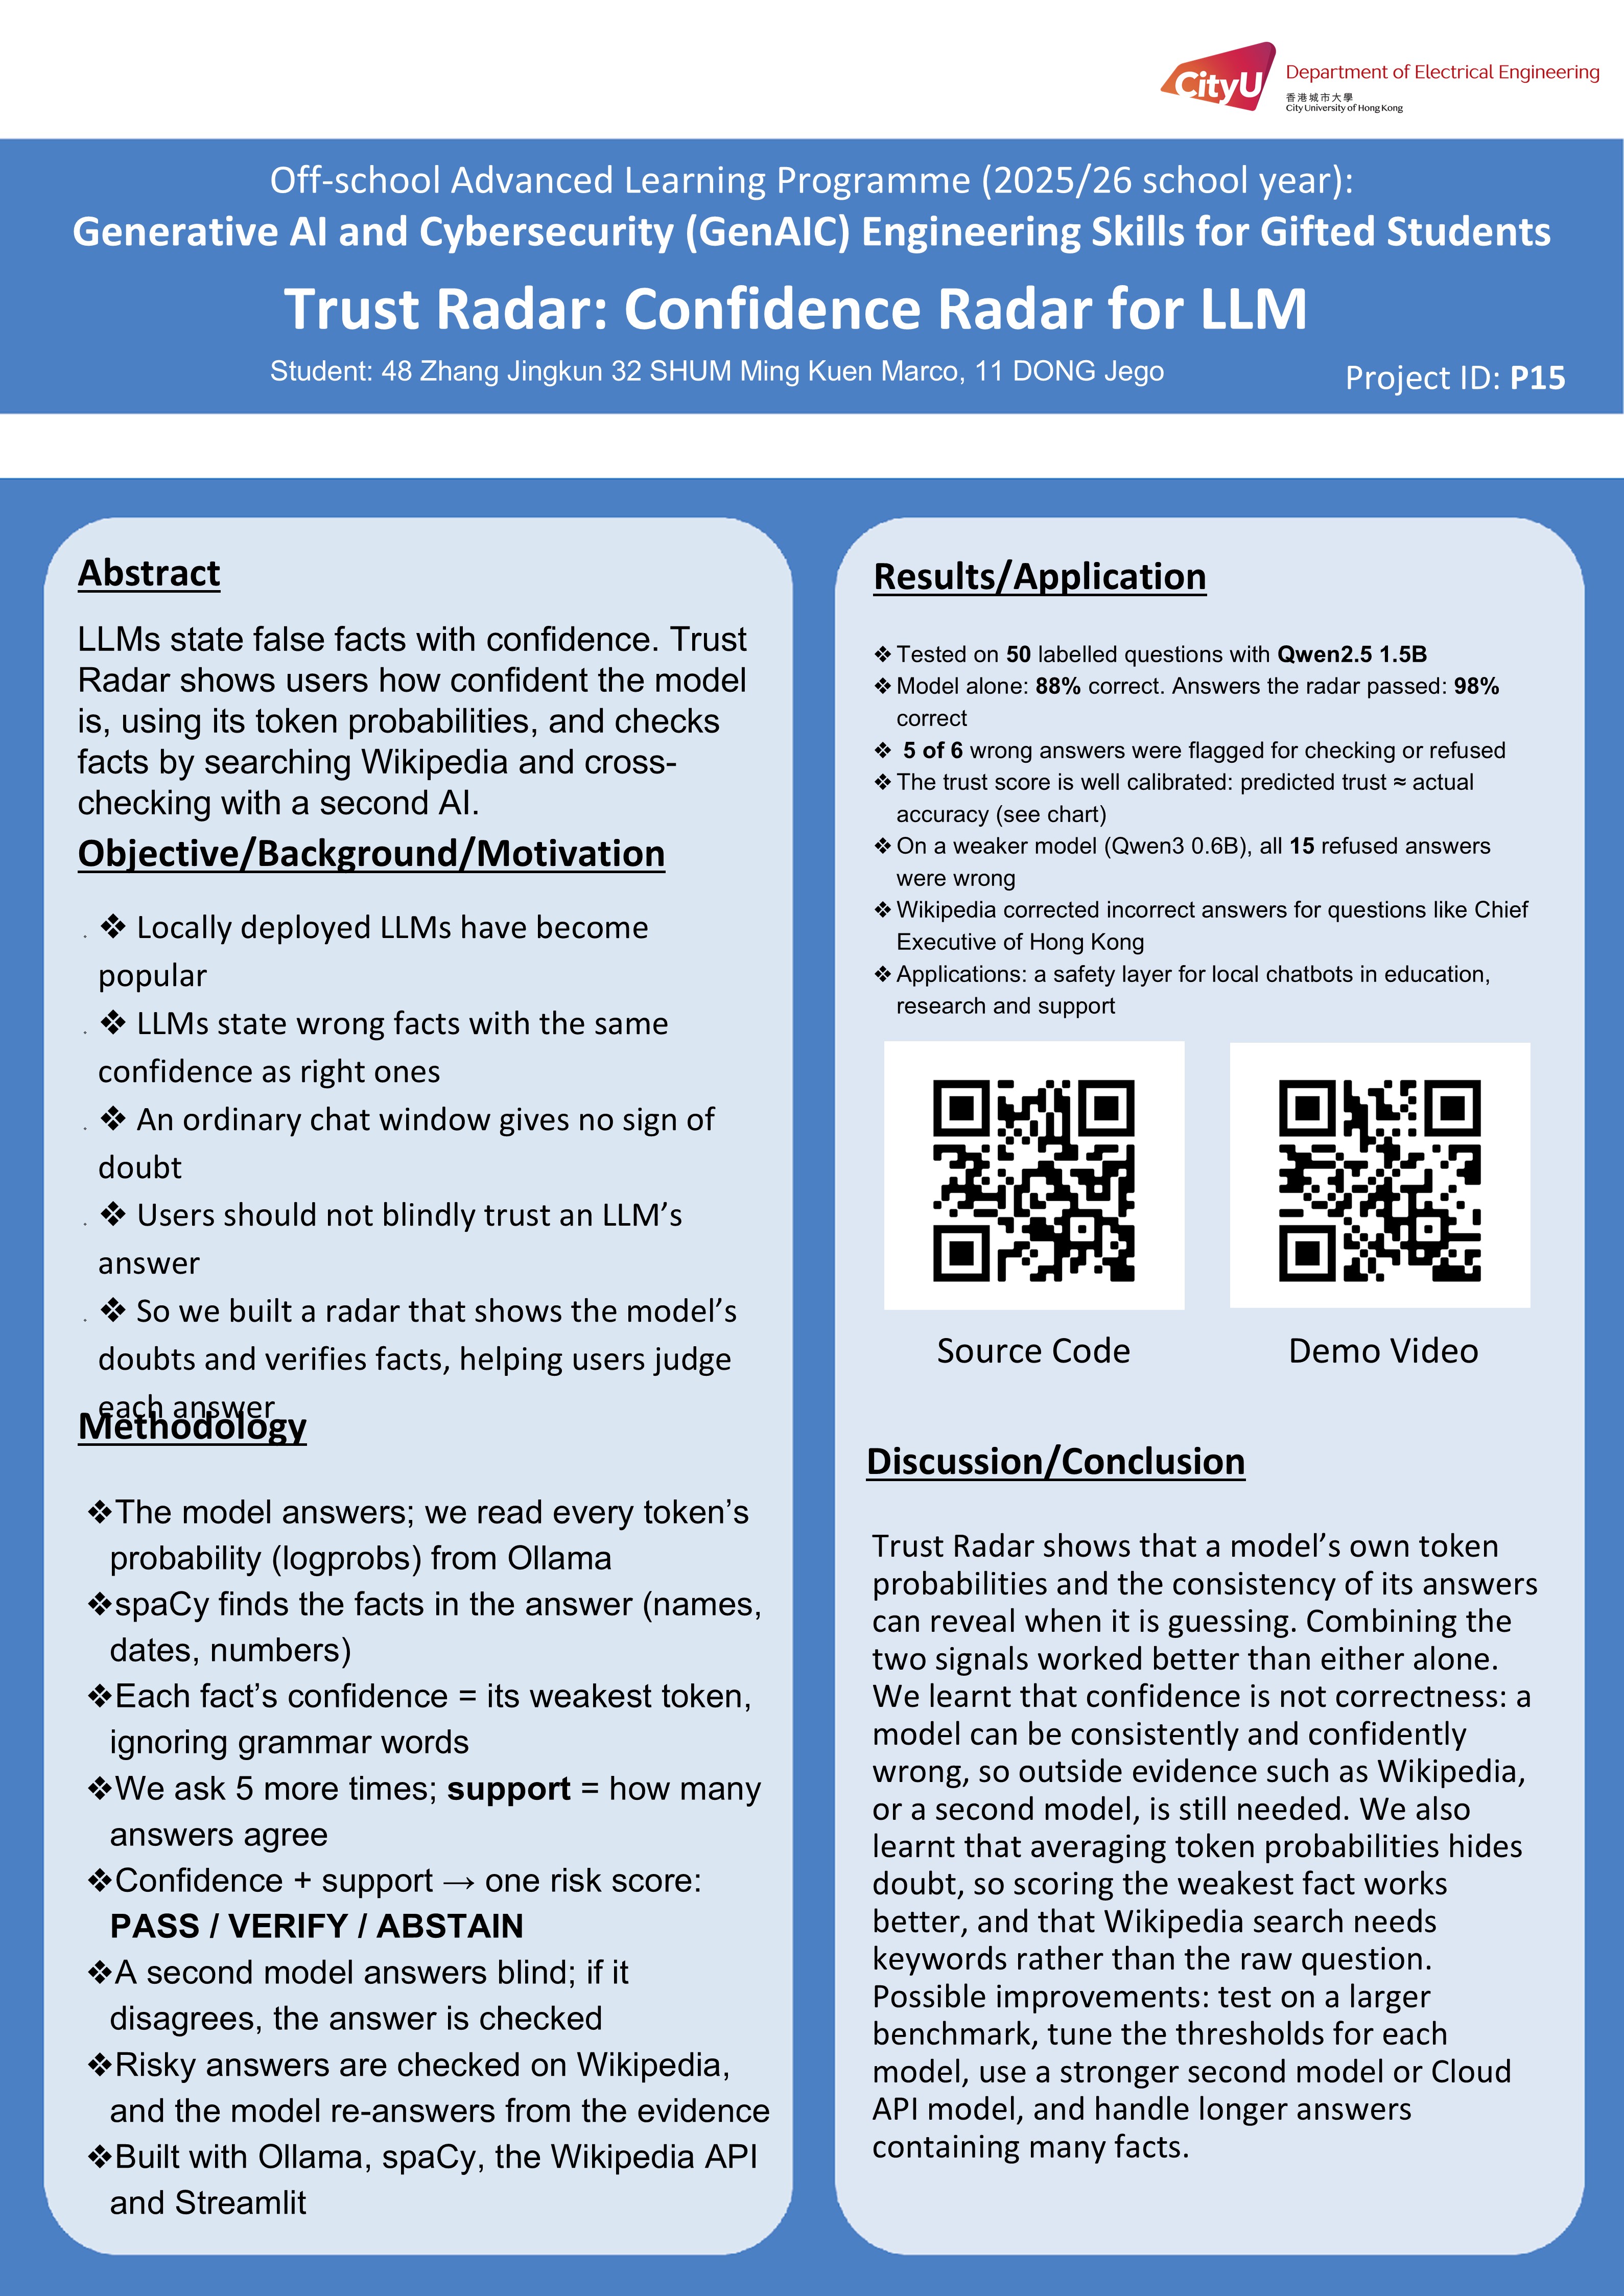 CityU
Department of Electrical Engineering
香港城市大學
City University of Hong Kong
Off-school Advanced Learning Programme (2025/26 school year):
Generative AI and Cybersecurity (GenAIC) Engineering Skills for Gifted Students
Trust Radar: Confidence Radar for LLM
Student: 48 Zhang Jingkun 32 SHUM Ming Kuen Marco, 11 DONG Jego
Project ID: P15
Abstract
LLMs state false facts with confidence. Trust
Radar shows users how confident the model
is, using its token probabilities, and checks
facts by searching Wikipedia and cross-
checking with a second AI.
Objective/Background/Motivation
❖ Locally deployed LLMs have become
popular
❖ LLMs state wrong facts with the same
confidence as right ones
❖ An ordinary chat window gives no sign of
doubt
❖ Users should not blindly trust an LLM’s
answer
❖ So we built a radar that shows the model’s
doubts and verifies facts, helping users judge
each answer
Methodology
❖The model answers; we read every token’s
probability (logprobs) from Ollama
❖spaCy finds the facts in the answer (names,
dates, numbers)
❖Each fact’s confidence = its weakest token,
ignoring grammar words
❖We ask 5 more times; support = how many
answers agree
❖Confidence + support → one risk score:
PASS / VERIFY / ABSTAIN
❖A second model answers blind; if it
disagrees, the answer is checked
❖Risky answers are checked on Wikipedia,
and the model re-answers from the evidence
❖Built with Ollama, spaCy, the Wikipedia API
and Streamlit
Results/Application
❖Tested on 50 labelled questions with Qwen2.5 1.5B
❖Model alone: 88% correct. Answers the radar passed: 98%
correct
❖ 5 of 6 wrong answers were flagged for checking or refused
❖The trust score is well calibrated: predicted trust ≈ actual
accuracy (see chart)
❖On a weaker model (Qwen3 0.6B), all 15 refused answers
were wrong
❖Wikipedia corrected incorrect answers for questions like Chief
Executive of Hong Kong
❖Applications: a safety layer for local chatbots in education,
research and support
Source Code
Demo Video
Discussion/Conclusion
Trust Radar shows that a model’s own token
probabilities and the consistency of its answers
can reveal when it is guessing. Combining the
two signals worked better than either alone.
We learnt that confidence is not correctness: a
model can be consistently and confidently
wrong, so outside evidence such as Wikipedia,
or a second model, is still needed. We also
learnt that averaging token probabilities hides
doubt, so scoring the weakest fact works
better, and that Wikipedia search needs
keywords rather than the raw question.
Possible improvements: test on a larger
benchmark, tune the thresholds for each
model, use a stronger second model or Cloud
API model, and handle longer answers
containing many facts.